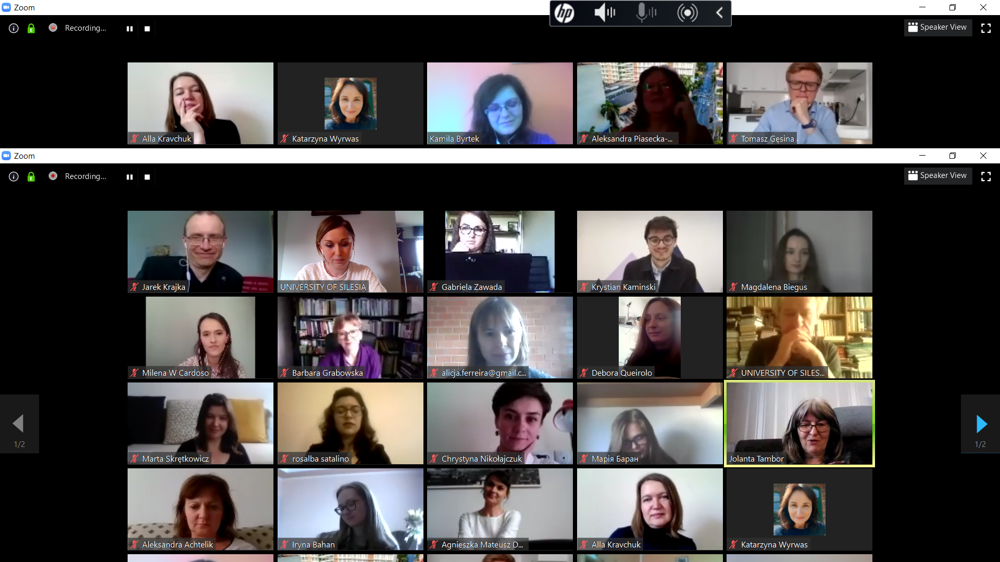 Zoom
hp
Recording...
Speaker View
Alla Kravchuk
Katarzyna Wyrwas
Kamila Byrtek
Aleksandra Piasecka-...
Tomasz Gęsina
Zoom
Recording...
Speaker View
Jarek Krajka
UNIVERSITY OF SILESIA
Gabriela Zawada
Krystian Kaminski
Magdalena Biegus
Milena W Cardoso
Barbara Grabowska
alicja.ferreira@gmail.c...
Debora Queirolo
UNIVERSITY OF SILES...
1/2
1/2
Marta Skrętkowicz
rosalba satalino
Chrystyna Nikołajczuk
Марія Баран
Jolanta Tambor
Aleksandra Achtelik
Iryna Bahan
Agnieszka Mateusz D...
Alla Kravchuk
Katarzyna Wyrwas